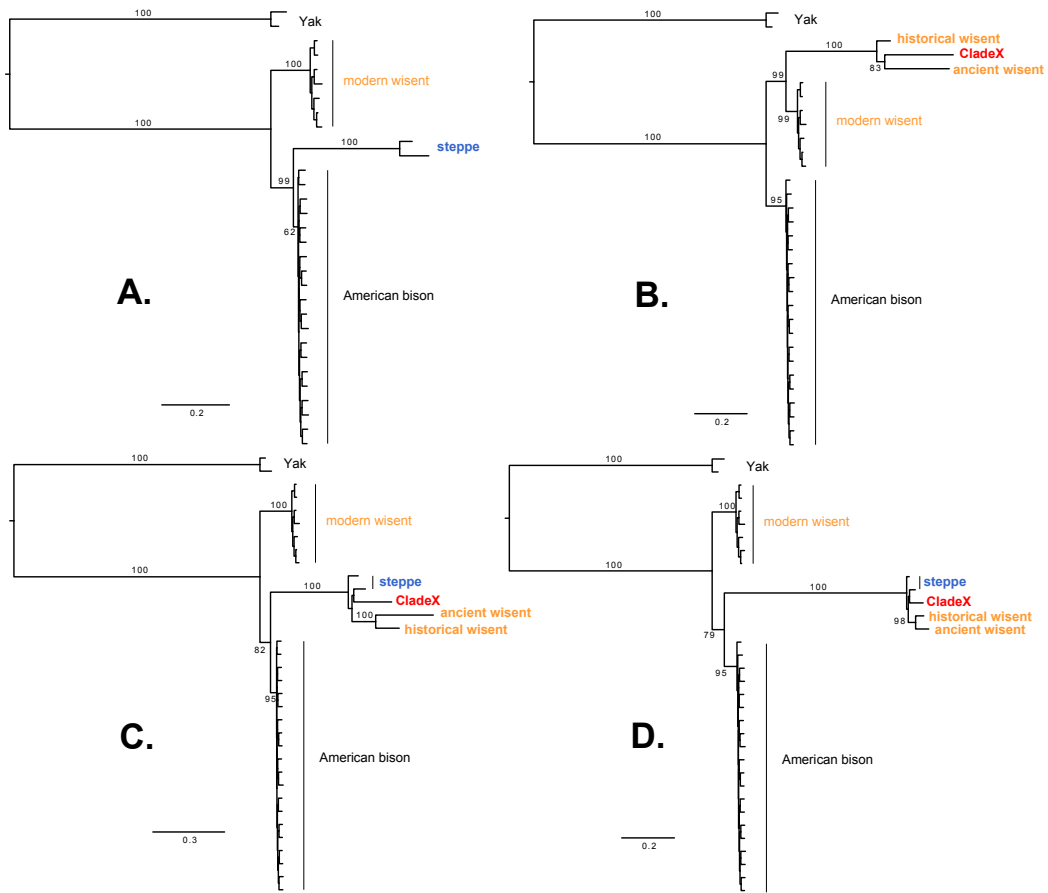 100
Yak
100
modern wisent
100
100
steppe
99
62
American bison
A.
0.2
100
Yak
historical wisent
100
CladeX
83
ancient wisent
99
modern wisent
99
100
95
American bison
B.
0.2
100
Yak
100
modern wisent
100
steppe
100
CladeX
ancient wisent
100
historical wisent
82
95
C.
American bison
0.3
100
Yak
100
modern wisent
100
steppe
100
CladeX
historical wisent
98
ancient wisent
79
95
D.
American bison
0.2